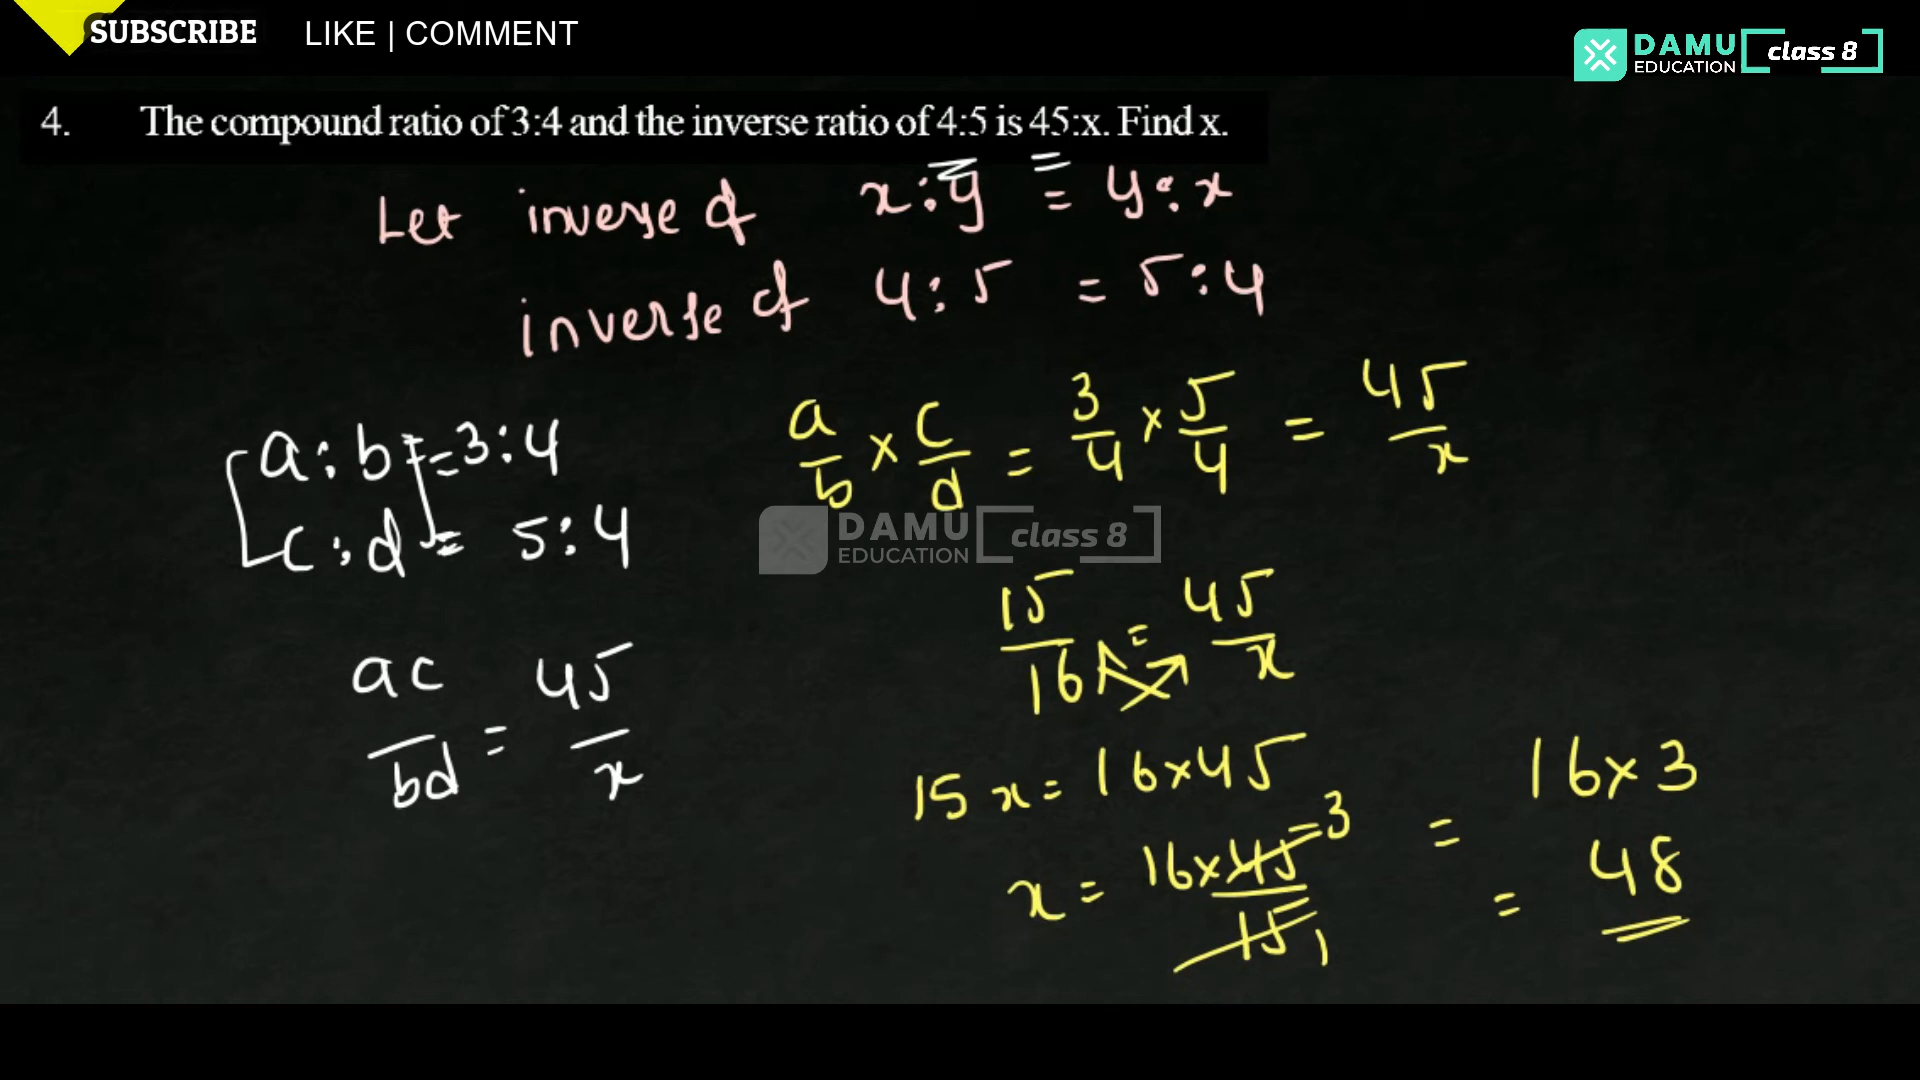 SUBSCRIBE LIKE | COMMENT
DAMU EDUCATION class 8
4. The compound ratio of 3:4 and the inverse ratio of 4:5 is 45:x. Find x.
Let inverse of x:y = y:x
inverse of 4:5 = 5:4
a:b = 3:4
c:d = 5:4
ac/bd = 45/x
a/b × c/d = 3/4 × 5/4 = 45/x
DAMU EDUCATION class 8
15/16 = 45/x
15x = 16×45
x = 16×45/15 3 1
= 16×3
= 48